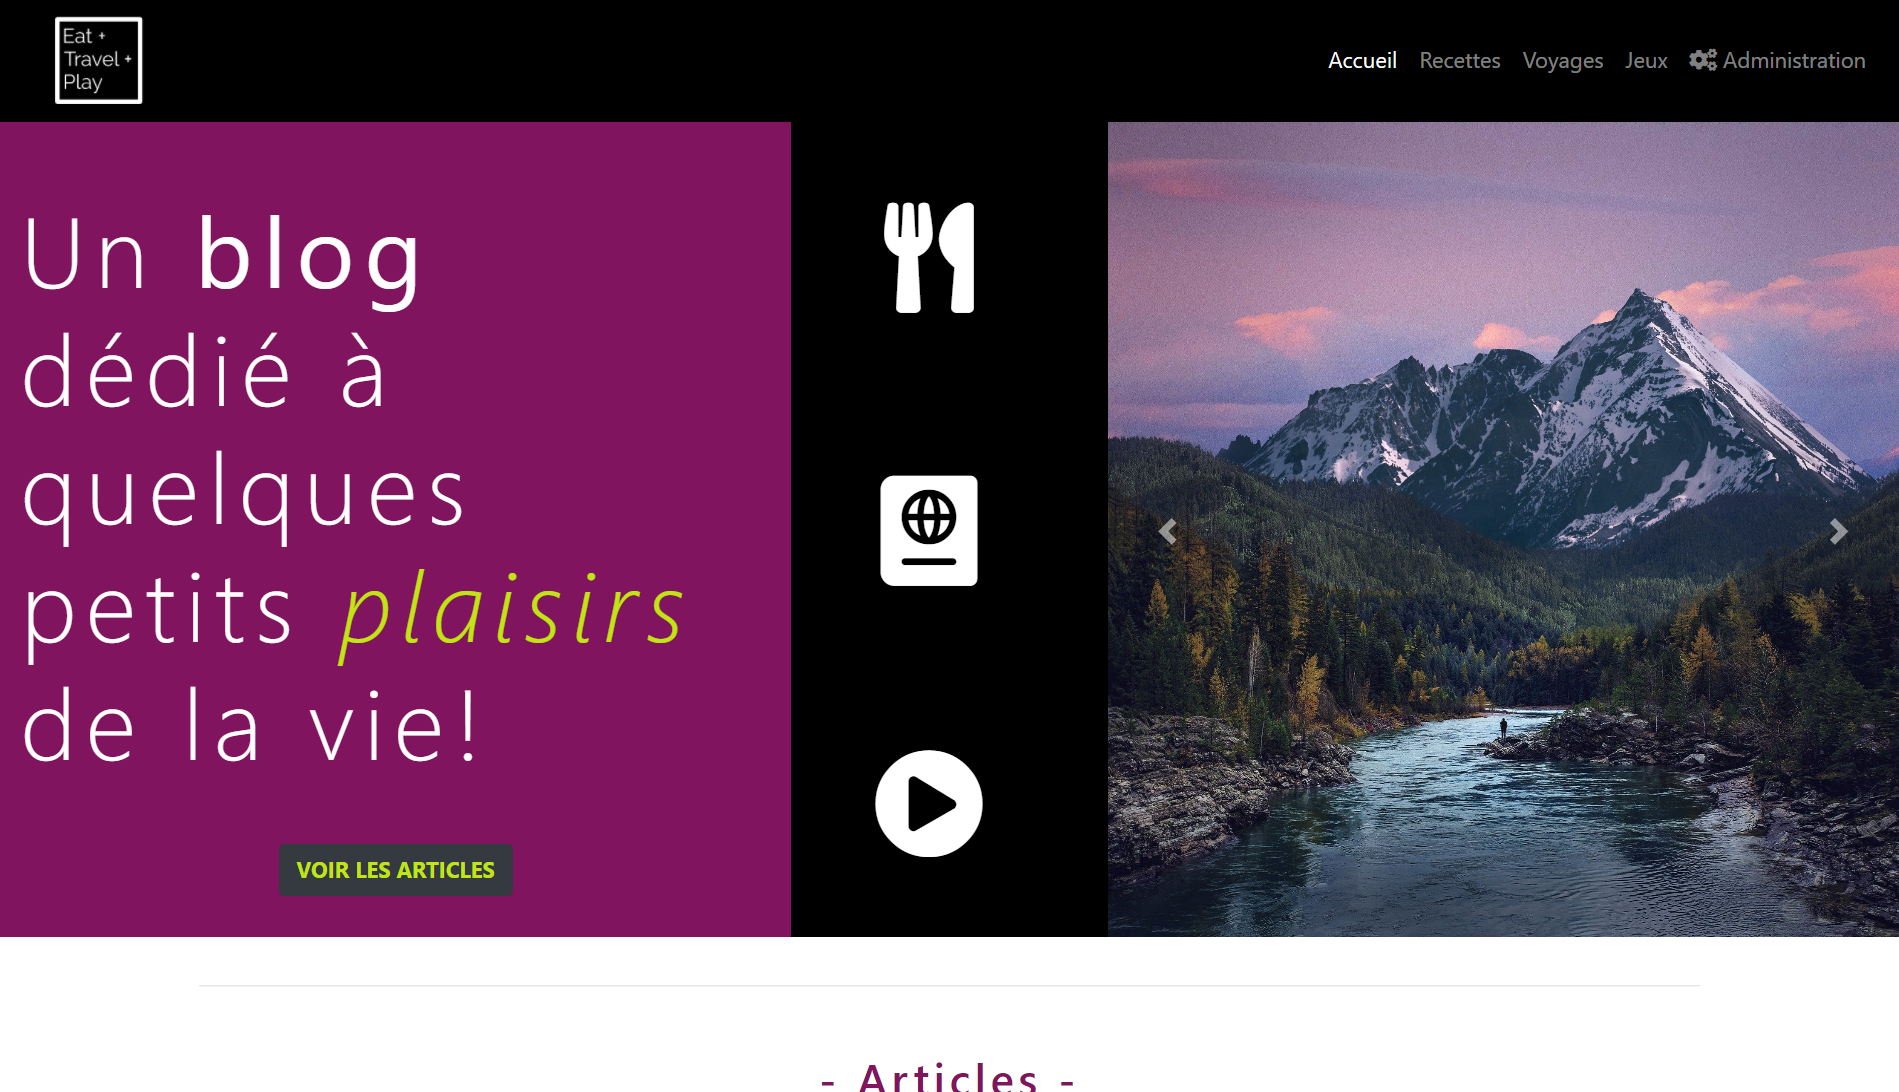 Eat +
Travel +
Play
Accueil Recettes Voyages Jeux Administration
Un blog
dédié à
quelques
petits plaisirs
de la vie!
VOIR LES ARTICLES
- Articles -